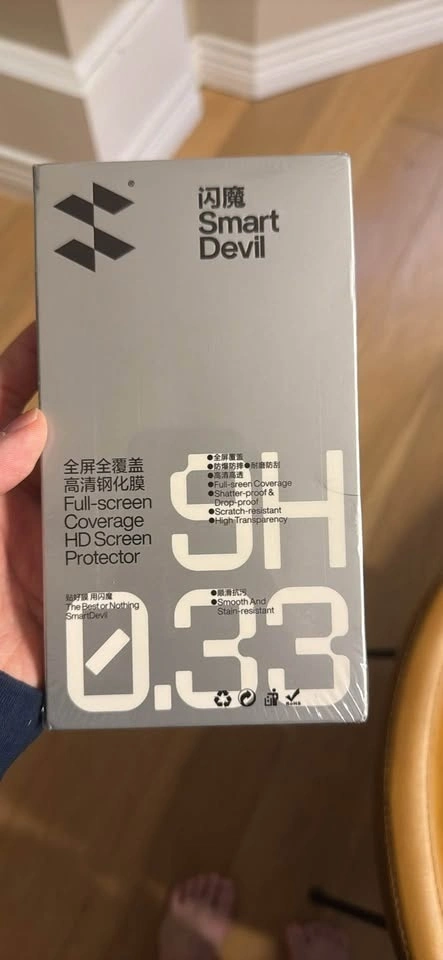 ®
闪魔
Smart
Devil
全屏全覆盖
高清钢化膜
Full-screen
Coverage
HD Screen
Protector
●全屏覆盖
●防爆防摔●耐磨防刮
●高清高透
●Full-sreen Coverage
●Shatter-proof &
Drop-proof
●Scratch-resistant
●High Transparency
9H
贴好膜 用闪魔
The Best or Nothing
SmartDevil
●顺滑抗污
●Smooth And
Stain-resistant
0.33
RoHS